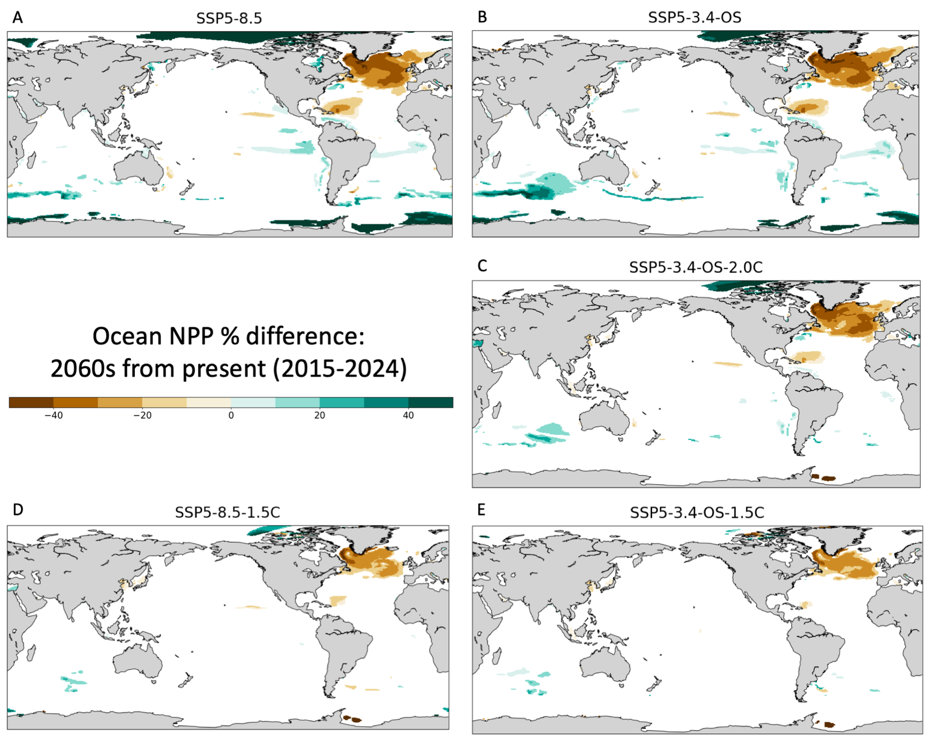 A
SSP5-8.5
B
SSP5-3.4-OS
C
SSP5-3.4-OS-2.0C
Ocean NPP % difference:
2060s from present (2015-2024)
−40
−20
0
20
40
D
SSP5-8.5-1.5C
E
SSP5-3.4-OS-1.5C